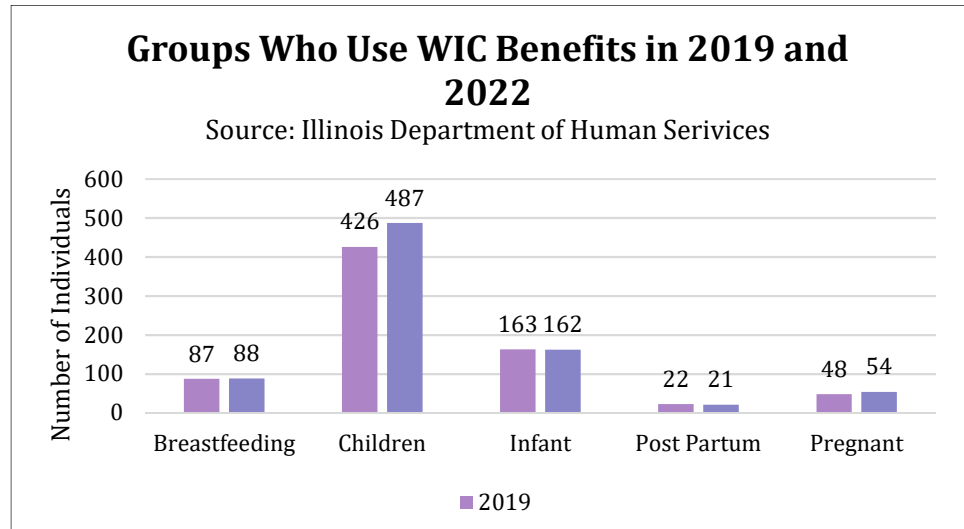 Groups Who Use WIC Benefits in 2019 and
2022
Source: Illinois Department of Human Serivices
Number of Individuals
600
500
400
300
200
100
0
87
88
426
487
163
162
22
21
48
54
Breastfeeding
Children
Infant
Post Partum
Pregnant
2019